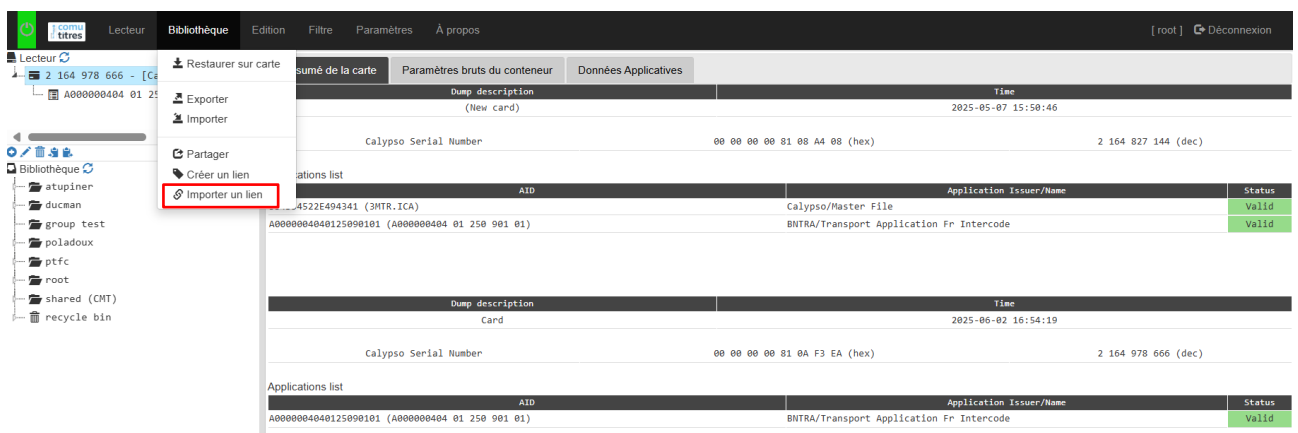 comu
titres
Lecteur
Bibliothèque
Edition
Filtre
Paramètres
À propos
[ root ]
Déconnexion
Lecteur
2 164 978 666 - [Ca
A000000404 01 25
Bibliothèque
atupiner
ducman
group test
poladoux
ptfc
root
shared (CMT)
recycle bin
Restaurer sur carte
Exporter
Importer
Partager
Créer un lien
Importer un lien
sumé de la carte
Paramètres bruts du conteneur
Données Applicatives
Dump description Time
(New card) 2025-05-07 15:50:46
Calypso Serial Number 00 00 00 00 81 08 A4 08 (hex) 2 164 827 144 (dec)
ations list
AID Application Issuer/Name Status
4522E494341 (3MTR.ICA) Calypso/Master File Valid
A0000004040125090101 (A000000404 01 250 901 01) BNTRA/Transport Application Fr Intercode Valid
Dump description Time
Card 2025-06-02 16:54:19
Calypso Serial Number 00 00 00 00 81 0A F3 EA (hex) 2 164 978 666 (dec)
Applications list
AID Application Issuer/Name Status
A0000004040125090101 (A000000404 01 250 901 01) BNTRA/Transport Application Fr Intercode Valid